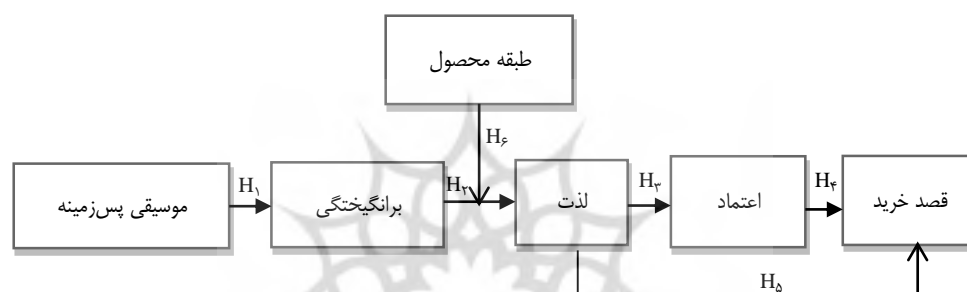 طبقه محصول
H۶
موسیقی پس‌زمینه
H۱
برانگیختگی
H۲
لذت
H۳
اعتماد
H۴
قصد خرید
H۵